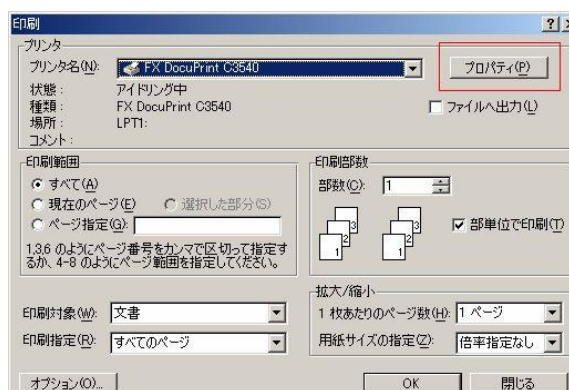 印刷
プリンタ
プリンタ名(N): FX DocuPrint C3540 プロパティ(P)
状態: アイドリング中
種類: FX DocuPrint C3540 ファイルへ出力(L)
場所: LPT1:
コメント:
印刷範囲
すべて(A)
現在のページ(E) 選択した部分(S)
ページ指定(G):
1,3,6 のようにページ番号をカンマで区切って指定す
るか、4-8 のようにページ範囲を指定してください。
印刷部数
部数(C): 1
1 2 3 1 2 3
部単位で印刷(T)
印刷対象(W): 文書
印刷指定(R): すべてのページ
拡大/縮小
1 枚あたりのページ数(H): 1 ページ
用紙サイズの指定(Z): 倍率指定なし
オプション(O)... OK 閉じる